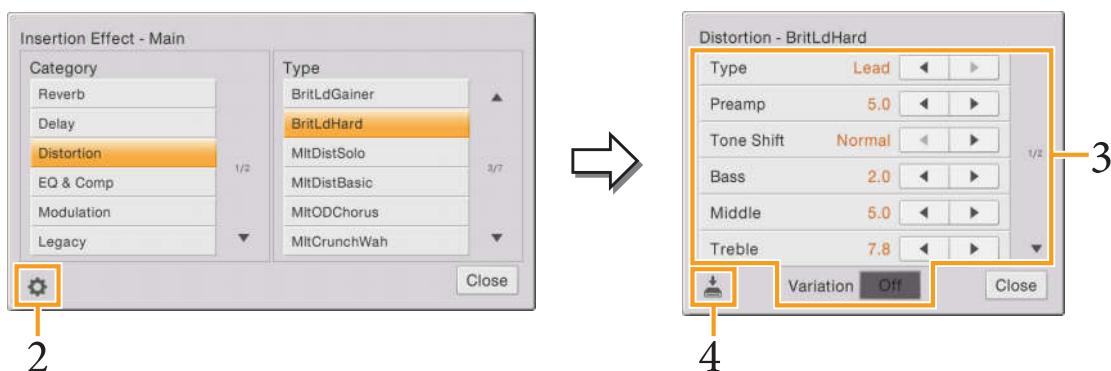 Insertion Effect - Main
Category
Reverb
Delay
Distortion
EQ & Comp
Modulation
Legacy
1/2
Type
BritLdGainer
BritLdHard
MltDistSolo
MltDistBasic
MltODChorus
MltCrunchWah
3/7
Close
2
Distortion - BritLdHard
Type Lead
Preamp 5.0
Tone Shift Normal
Bass 2.0
Middle 5.0
Treble 7.8
1/2
Variation Off
Close
3
4